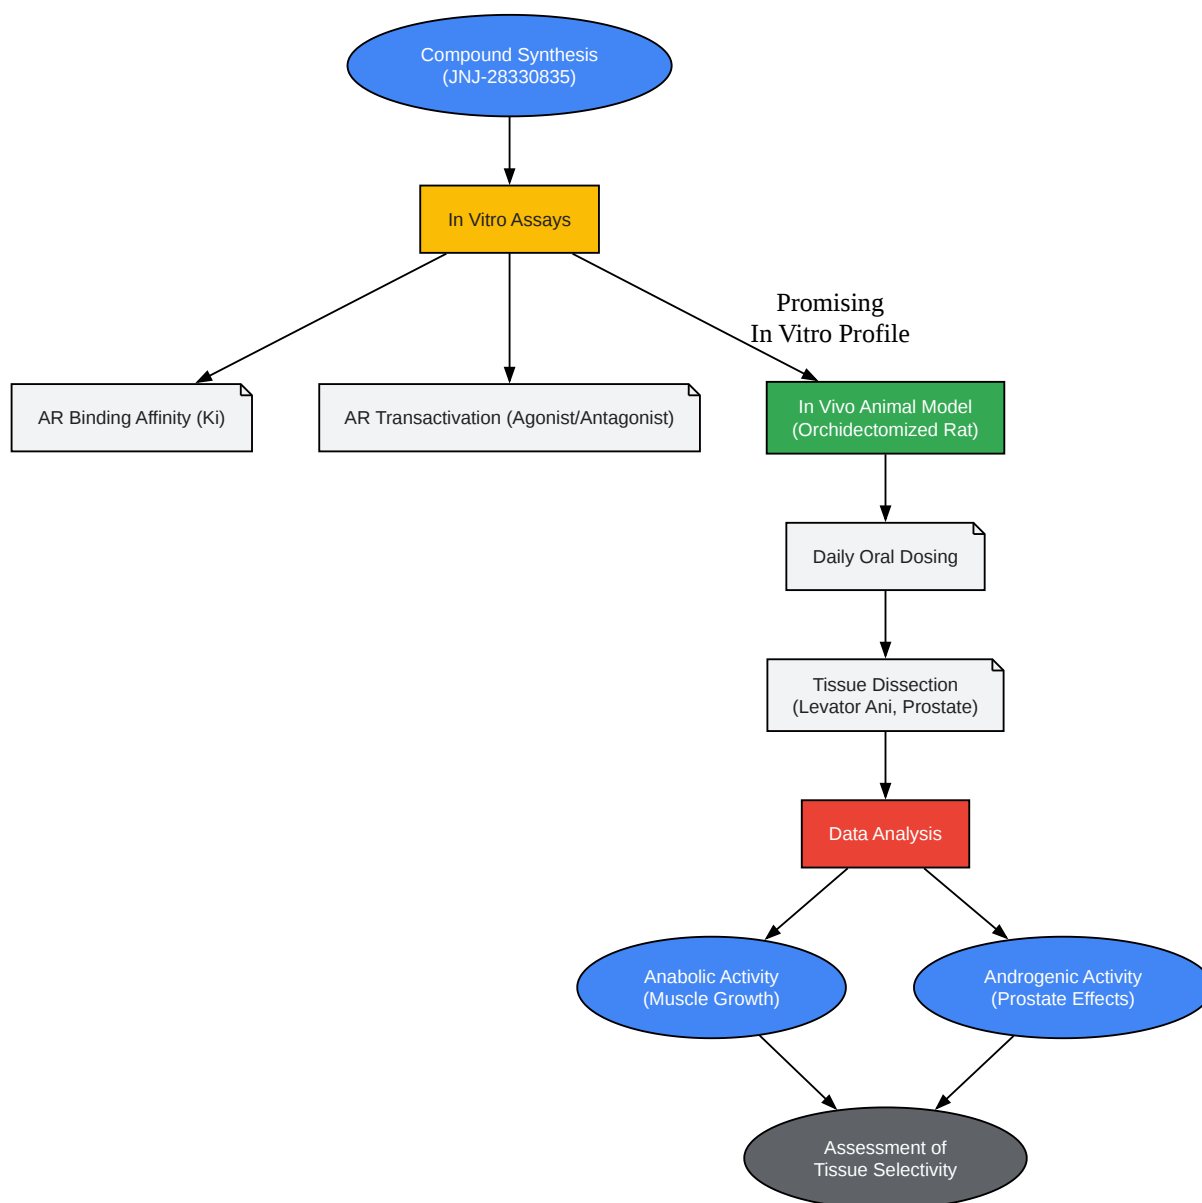 Compound Synthesis
(JNJ-28330835)
In Vitro Assays
Promising
In Vitro Profile
AR Binding Affinity (Ki)
AR Transactivation (Agonist/Antagonist)
In Vivo Animal Model
(Orchidectomized Rat)
Daily Oral Dosing
Tissue Dissection
(Levator Ani, Prostate)
Data Analysis
Anabolic Activity
(Muscle Growth)
Androgenic Activity
(Prostate Effects)
Assessment of
Tissue Selectivity